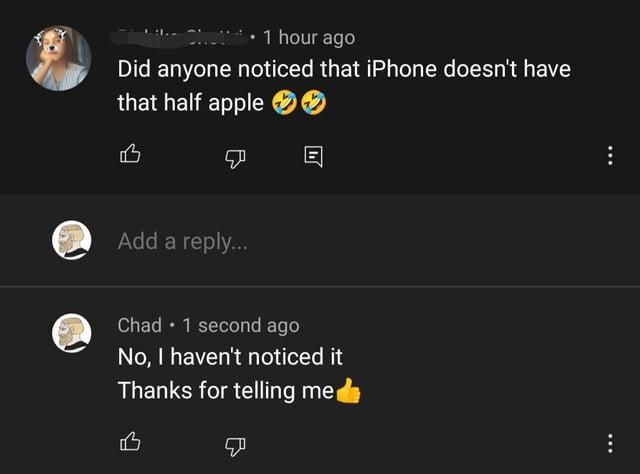 • 1 hour ago
Did anyone noticed that iPhone doesn't have
that half apple 🤣🤣
Add a reply...
Chad • 1 second ago
No, I haven't noticed it
Thanks for telling me👍